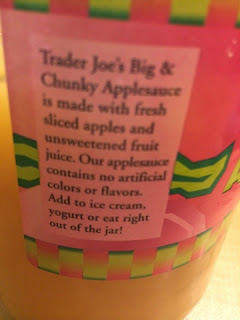 Trader Joe's Big &
Chunky Applesauce
is made with fresh
sliced apples and
unsweetened fruit
juice. Our applesauce
contains no artificial
colors or flavors.
Add to ice cream,
yogurt or eat right
out of the jar!